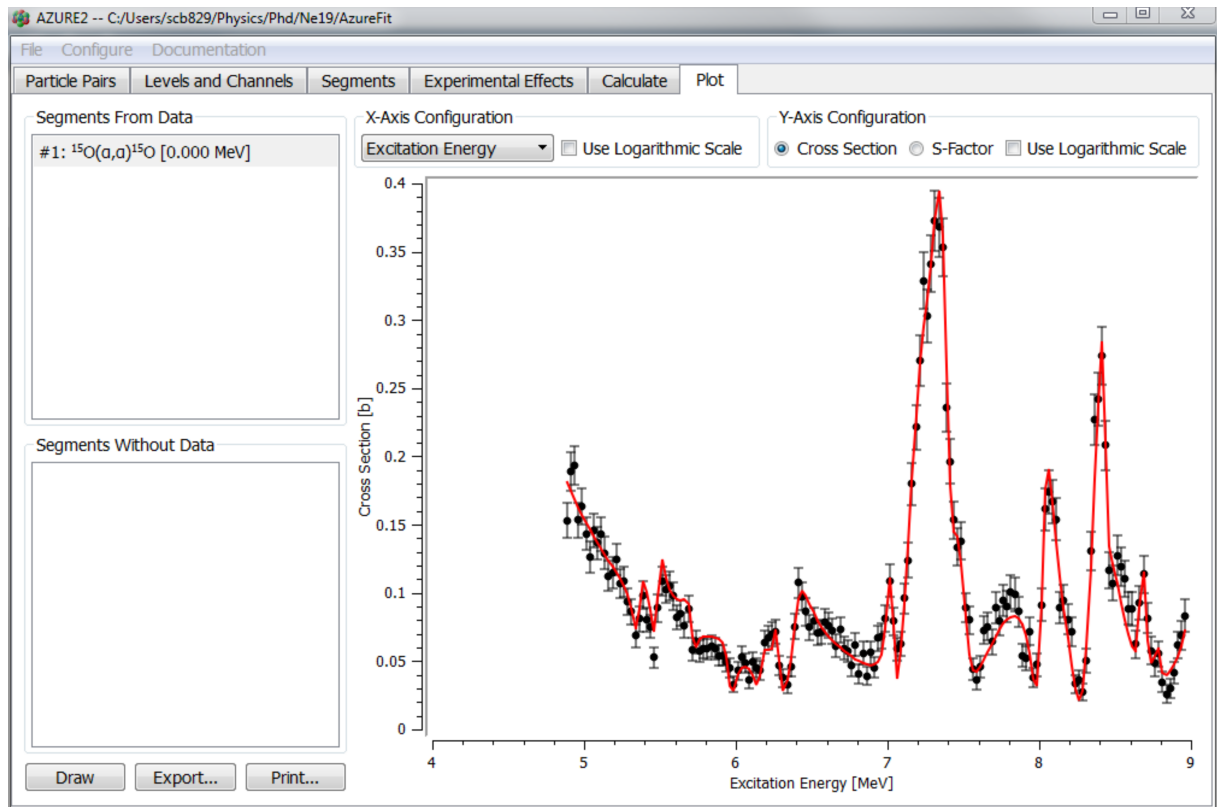 AZURE2 -- C:/Users/scb829/Physics/Phd/Ne19/AzureFit
File Configure Documentation
Particle Pairs Levels and Channels Segments Experimental Effects Calculate Plot
Segments From Data
#1: ¹⁵O(α,α)¹⁵O [0.000 MeV]
Segments Without Data
Draw Export... Print...
X-Axis Configuration
Excitation Energy Use Logarithmic Scale
Y-Axis Configuration
Cross Section S-Factor Use Logarithmic Scale
Cross Section [b]
0.4
0.35
0.3
0.25
0.2
0.15
0.1
0.05
0
4 5 6 7 8 9
Excitation Energy [MeV]